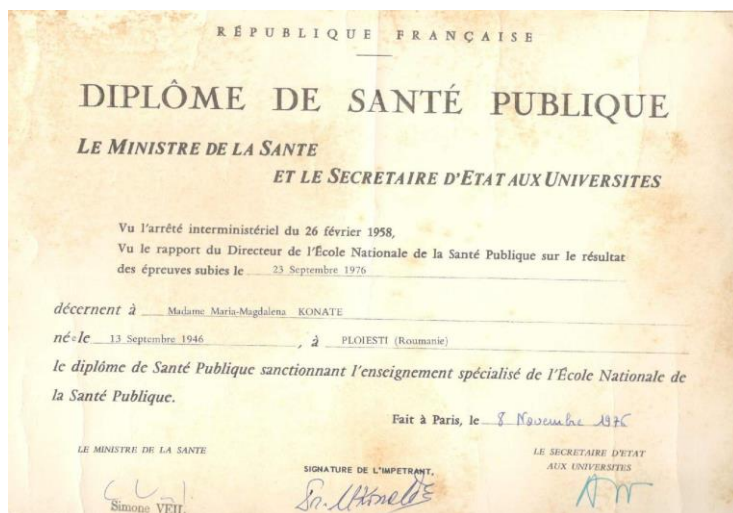 RÉPUBLIQUE FRANÇAISE
DIPLÔME DE SANTÉ PUBLIQUE
LE MINISTRE DE LA SANTE
ET LE SECRETAIRE D'ETAT AUX UNIVERSITES
Vu l'arrêté interministériel du 26 février 1958,
Vu le rapport du Directeur de l'École Nationale de la Santé Publique sur le résultat
des épreuves subies le 23 Septembre 1976
décernent à Madame Maria-Magdalena KONATE
née le 13 Septembre 1946 , à PLOIESTI (Roumanie)
le diplôme de Santé Publique sanctionnant l'enseignement spécialisé de l'École Nationale de
la Santé Publique.
Fait à Paris, le 8 Novembre 1976
LE MINISTRE DE LA SANTE
LE SECRETAIRE D'ETAT
AUX UNIVERSITES
SIGNATURE DE L'IMPETRANT,
Simone VEIL